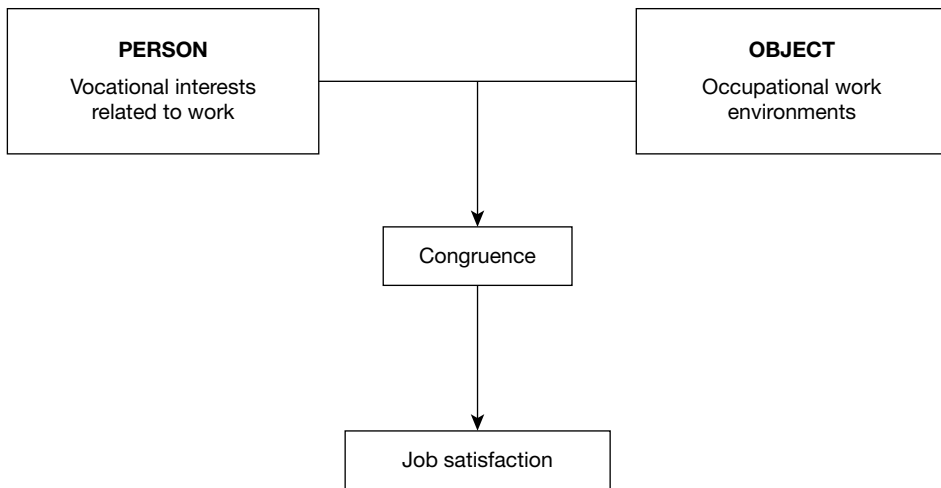 PERSON
Vocational interests
related to work
OBJECT
Occupational work
environments
Congruence
Job satisfaction